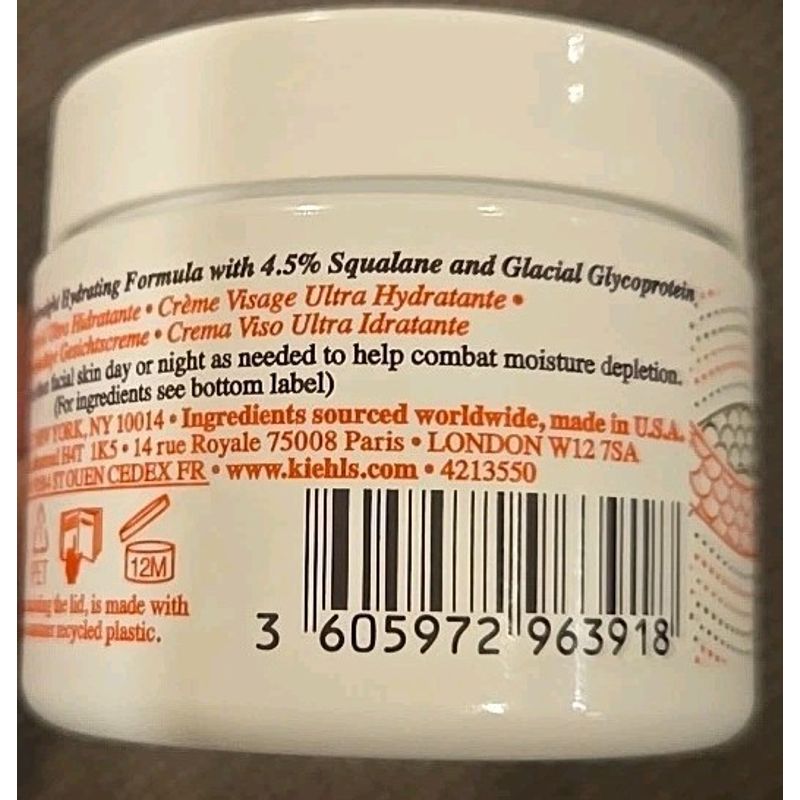 Hydrating Formula with 4.5% Squalane and Glacial Glycoprotein
Ultra Hidratante • Crème Visage Ultra Hydratante •
Gesichtscreme • Crema Viso Ultra Idratante
facial skin day or night as needed to help combat moisture depletion.
(For ingredients see bottom label)
YORK, NY 10014 • Ingredients sourced worldwide, made in U.S.A.
H4T 1K5 • 14 rue Royale 75008 Paris • LONDON W12 7SA
ST OUEN CEDEX FR • www.kiehls.com • 4213550
PET
12M
the lid, is made with
recycled plastic.
3 605972 963918